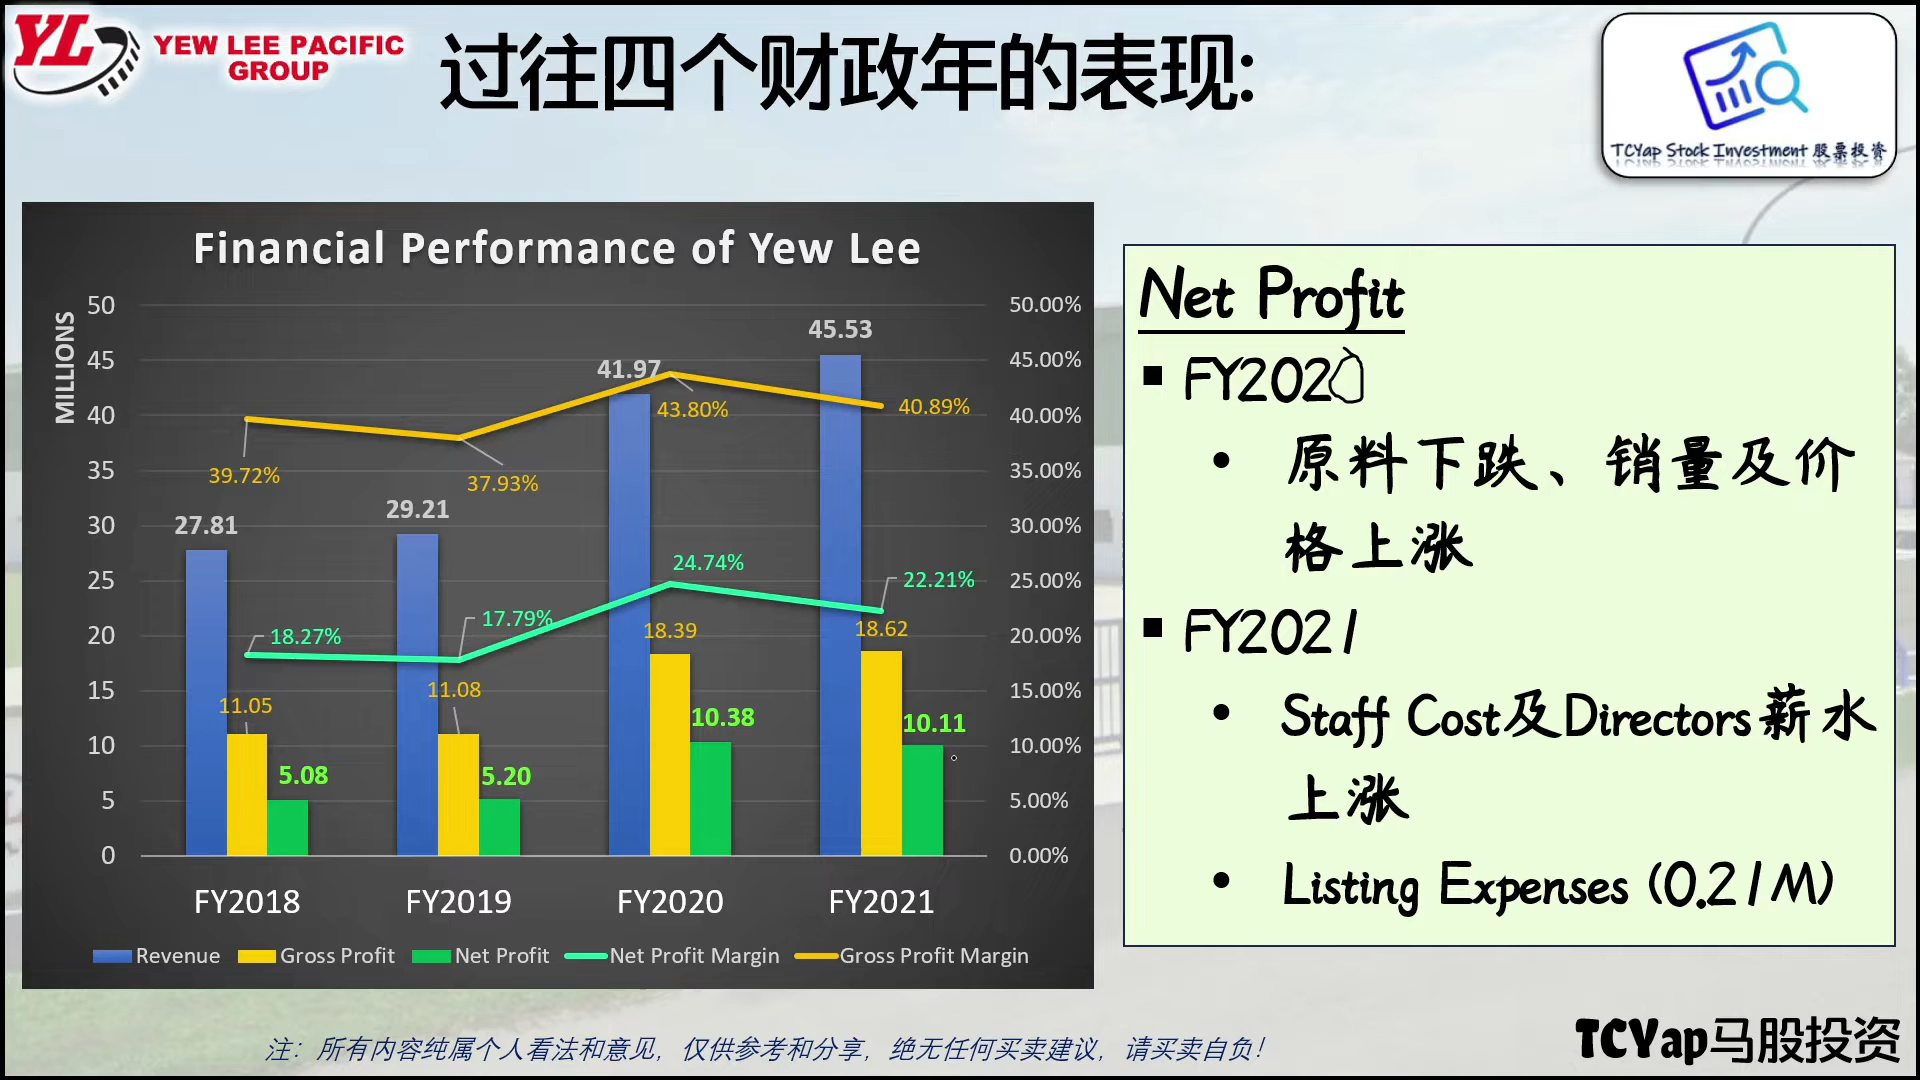 YL
YEW LEE PACIFIC
GROUP
过往四个财政年的表现:
TCYap Stock Investment 股票投资
Financial Performance of Yew Lee
MILLIONS
50
45
40
35
30
25
20
15
10
5
0
50.00%
45.00%
40.00%
35.00%
30.00%
25.00%
20.00%
15.00%
10.00%
5.00%
0.00%
27.81
29.21
41.97
45.53
39.72%
37.93%
43.80%
40.89%
18.27%
17.79%
24.74%
22.21%
11.05
11.08
18.39
18.62
5.08
5.20
10.38
10.11
FY2018 FY2019 FY2020 FY2021
Revenue Gross Profit Net Profit Net Profit Margin Gross Profit Margin
Net Profit
▪ FY2020
• 原料下跌、销量及价
格上涨
▪ FY2021
• Staff Cost及Directors薪水
上涨
• Listing Expenses (0.21M)
注：所有内容纯属个人看法和意见，仅供参考和分享，绝无任何买卖建议，请买卖自负！
TCYap马股投资